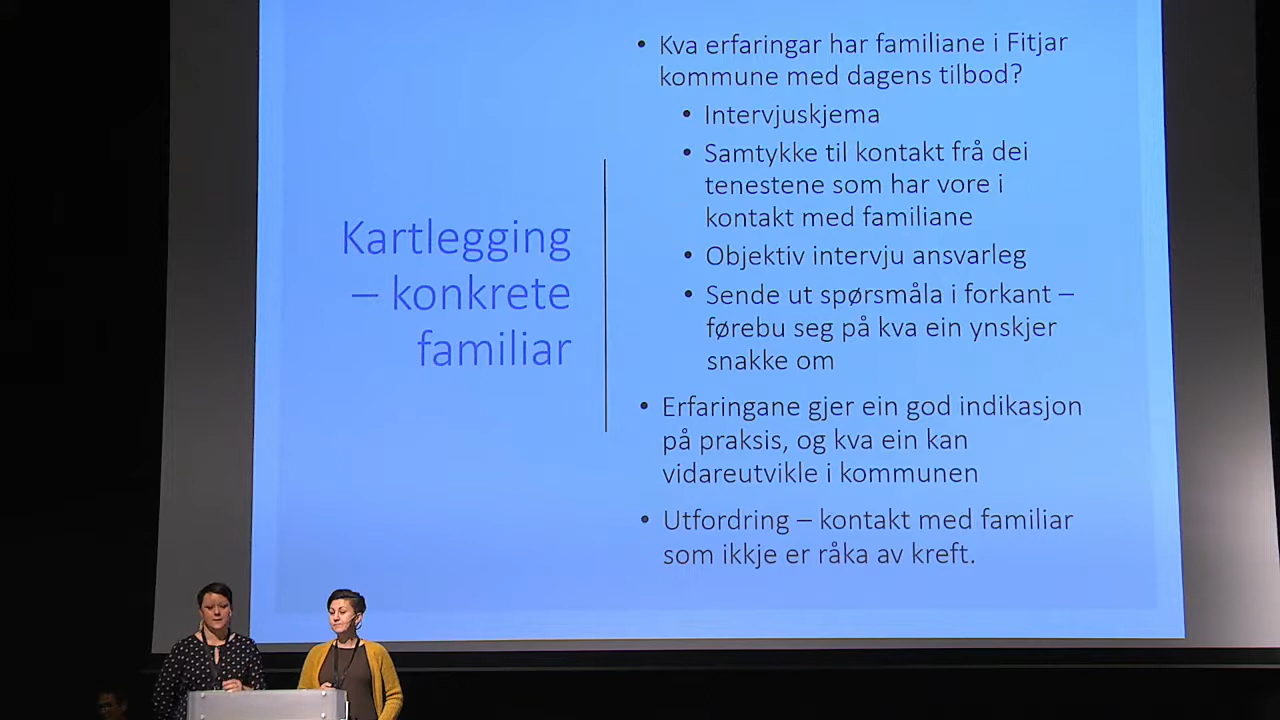 Kartlegging
– konkrete
familiar
• Kva erfaringar har familiane i Fitjar
kommune med dagens tilbod?
• Intervjuskjema
• Samtykke til kontakt frå dei
tenestene som har vore i
kontakt med familiane
• Objektiv intervju ansvarleg
• Sende ut spørsmåla i forkant –
førebu seg på kva ein ynskjer
snakke om
• Erfaringane gjer ein god indikasjon
på praksis, og kva ein kan
vidareutvikle i kommunen
• Utfordring – kontakt med familiar
som ikkje er råka av kreft.